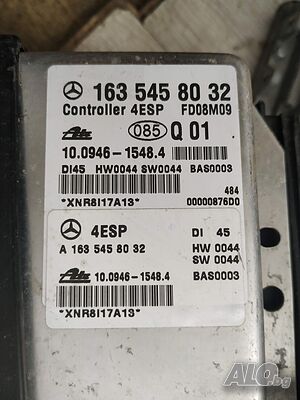 163 545 80 32
Controller 4ESP FD08M09
Ate 085 Q 01
10.0946-1548.4
DI45 HW0044 SW0044 BAS0003
484
*XNR8I17A13* 00000876D0
4ESP DI 45
A 163 545 80 32 HW 0044
SW 0044
Ate 10.0946-1548.4 BAS0003
*XNR8I17A13*
ALO.bg